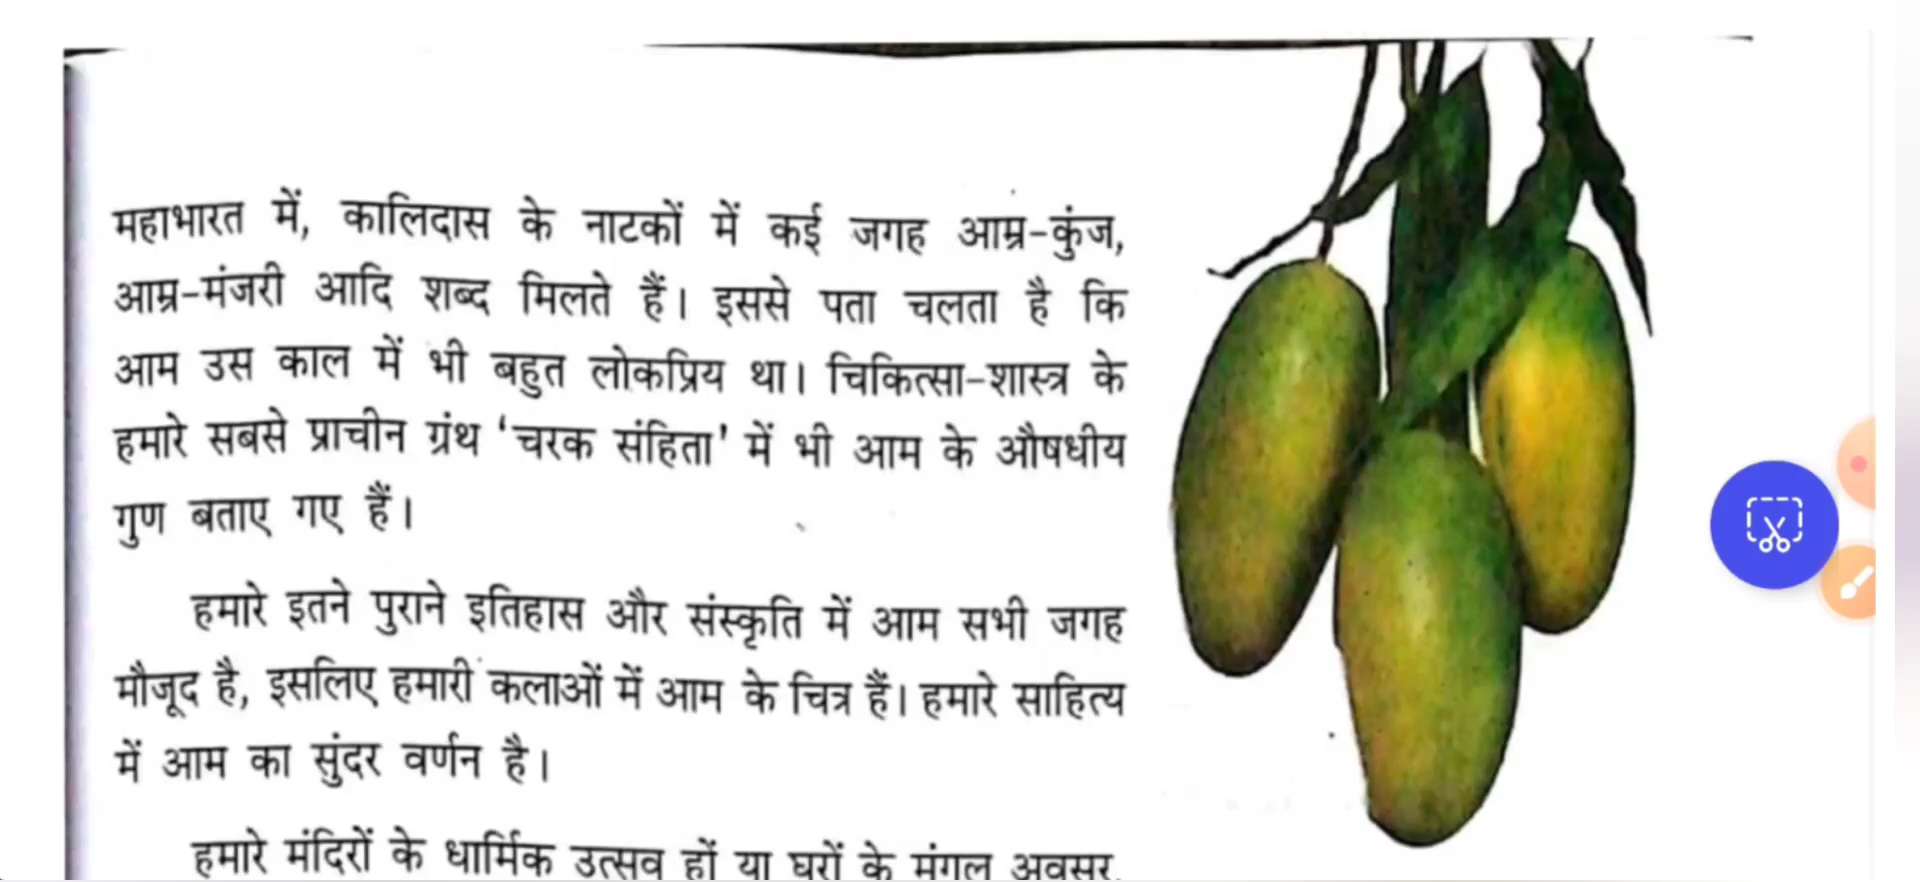 महाभारत में, कालिदास के नाटकों में कई जगह आम्र-कुंज,
आम्र-मंजरी आदि शब्द मिलते हैं। इससे पता चलता है कि
आम उस काल में भी बहुत लोकप्रिय था। चिकित्सा-शास्त्र के
हमारे सबसे प्राचीन ग्रंथ 'चरक संहिता' में भी आम के औषधीय
गुण बताए गए हैं।
हमारे इतने पुराने इतिहास और संस्कृति में आम सभी जगह
मौजूद है, इसलिए हमारी कलाओं में आम के चित्र हैं। हमारे साहित्य
में आम का सुंदर वर्णन है।
हमारे मंदिरों के धार्मिक उत्सव हों या घरों के मंगल अवसर,